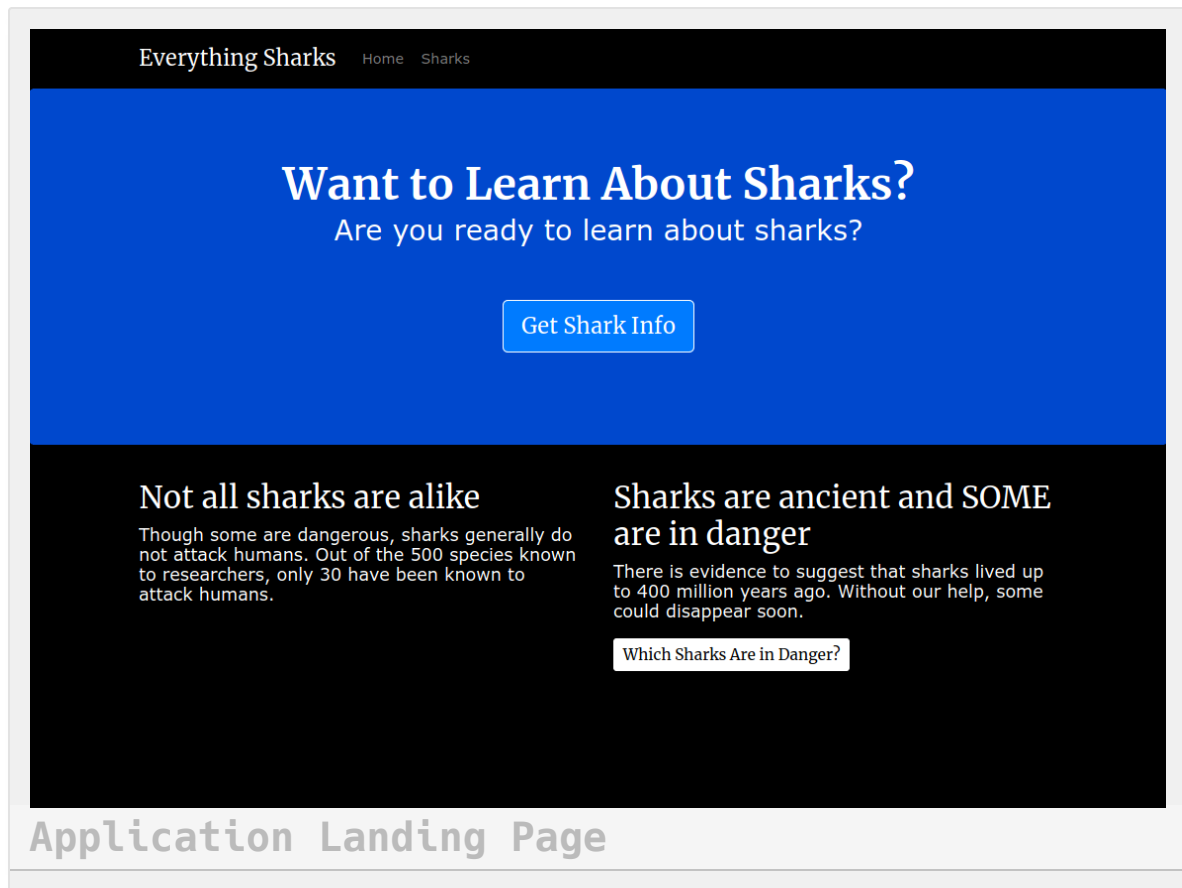 Everything Sharks Home Sharks
Want to Learn About Sharks?
Are you ready to learn about sharks?
Get Shark Info
Not all sharks are alike
Though some are dangerous, sharks generally do
not attack humans. Out of the 500 species known
to researchers, only 30 have been known to
attack humans.
Sharks are ancient and SOME
are in danger
There is evidence to suggest that sharks lived up
to 400 million years ago. Without our help, some
could disappear soon.
Which Sharks Are in Danger?
Application Landing Page